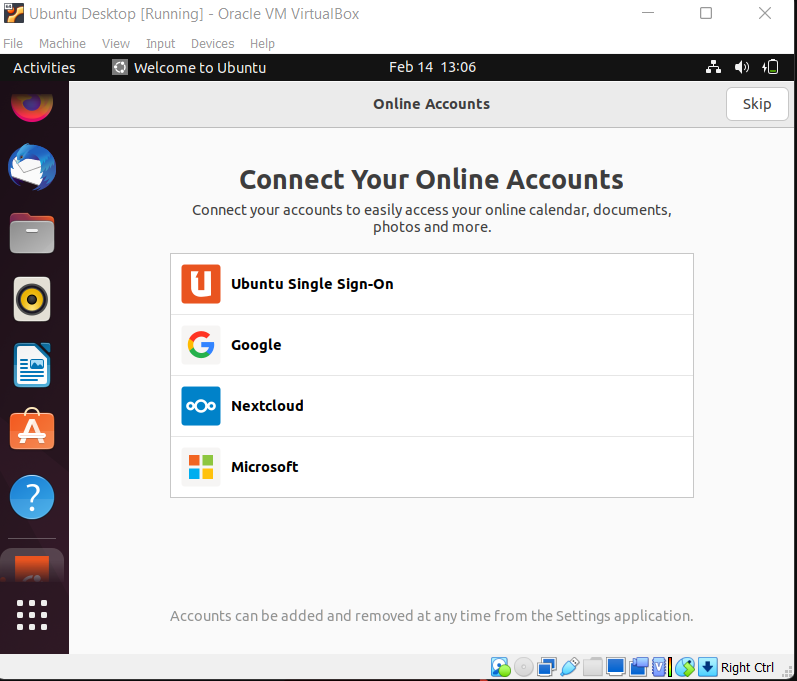 Ubuntu Desktop [Running] - Oracle VM VirtualBox
File Machine View Input Devices Help
Activities Welcome to Ubuntu Feb 14 13:06
Online Accounts Skip
Connect Your Online Accounts
Connect your accounts to easily access your online calendar, documents,
photos and more.
Ubuntu Single Sign-On
Google
Nextcloud
Microsoft
Accounts can be added and removed at any time from the Settings application.
Right Ctrl